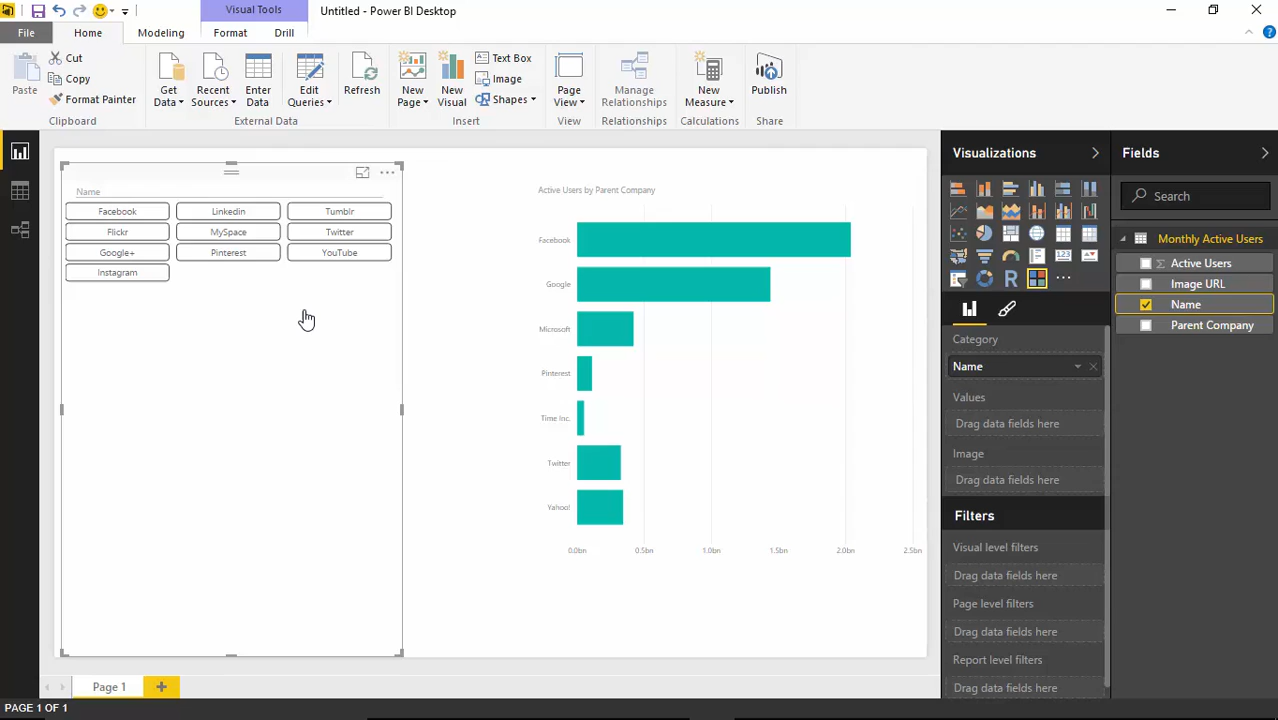 Visual Tools
Untitled - Power BI Desktop
File
Home
Modeling
Format
Drill
Paste
Cut
Copy
Format Painter
Clipboard
Get Data
Recent Sources
Enter Data
Edit Queries
Refresh
External Data
New Page
New Visual
Text Box
Image
Shapes
Insert
Page View
View
Manage Relationships
Relationships
New Measure
Calculations
Publish
Share
Name
Facebook
Linkedin
Tumblr
Flickr
MySpace
Twitter
Google+
Pinterest
YouTube
Instagram
Active Users by Parent Company
Facebook
Google
Microsoft
Pinterest
Time Inc.
Twitter
Yahoo!
0.0bn 0.5bn 1.0bn 1.5bn 2.0bn 2.5bn
Visualizations
R
123
Category
Name
Values
Drag data fields here
Image
Drag data fields here
Filters
Visual level filters
Drag data fields here
Page level filters
Drag data fields here
Report level filters
Drag data fields here
Fields
Search
Monthly Active Users
Σ Active Users
Image URL
Name
Parent Company
Page 1
PAGE 1 OF 1